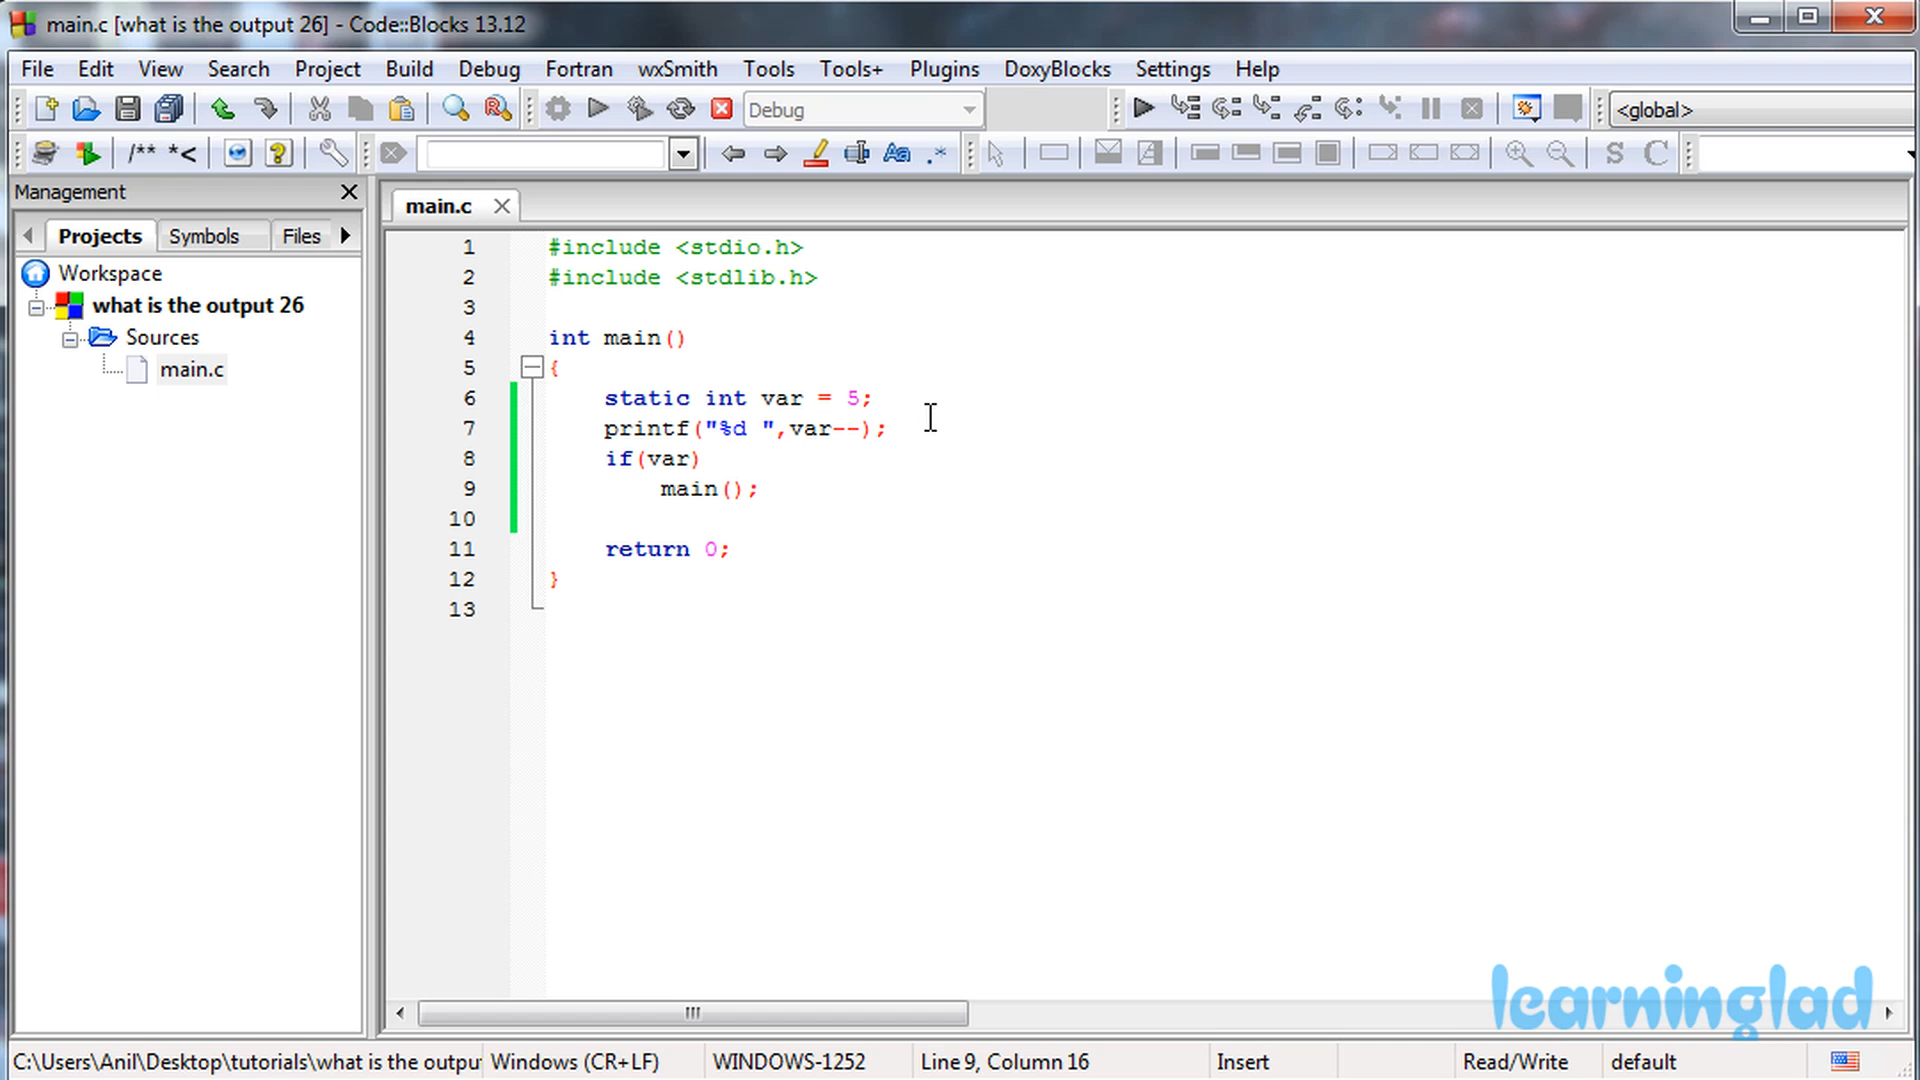 main.c [what is the output 26] - Code::Blocks 13.12
File Edit View Search Project Build Debug Fortran wxSmith Tools Tools+ Plugins DoxyBlocks Settings Help
Debug
<global>
/** *<
Aa .*
S C
Management
Projects Symbols Files
Workspace
what is the output 26
Sources
main.c
main.c
1 #include <stdio.h>
2 #include <stdlib.h>
3
4 int main()
5 {
6 static int var = 5;
7 printf("%d ",var--);
8 if(var)
9 main();
10
11 return 0;
12 }
13
learninglad
C:\Users\Anil\Desktop\tutorials\what is the outpu Windows (CR+LF) WINDOWS-1252 Line 9, Column 16 Insert Read/Write default